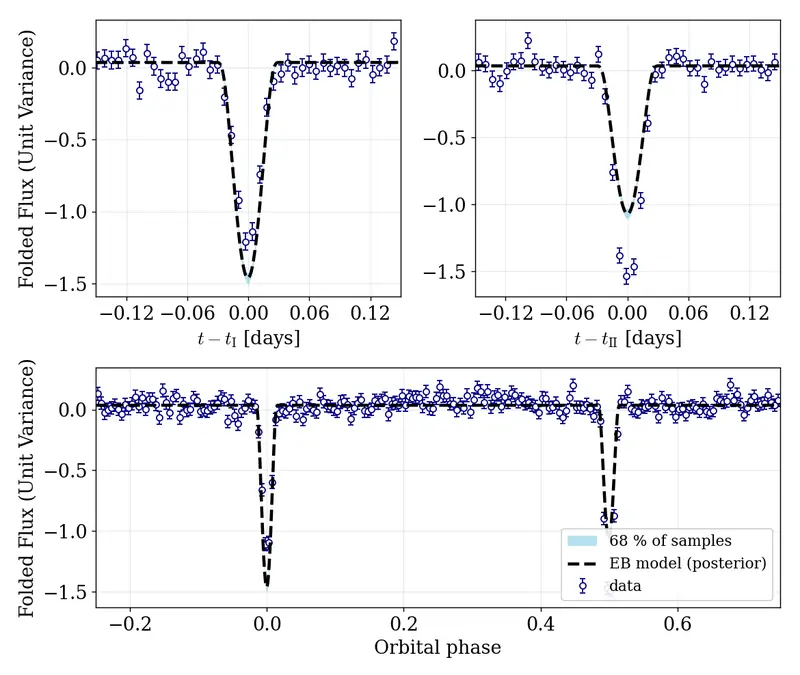 Folded Flux (Unit Variance)
0.0
−0.5
−1.0
−1.5
−0.12 −0.06 0.00 0.06 0.12
t − t_I [days]
0.0
−0.5
−1.0
−1.5
−0.12 −0.06 0.00 0.06 0.12
t − t_II [days]
Folded Flux (Unit Variance)
0.0
−0.5
−1.0
−1.5
68 % of samples
EB model (posterior)
data
−0.2 0.0 0.2 0.4 0.6
Orbital phase